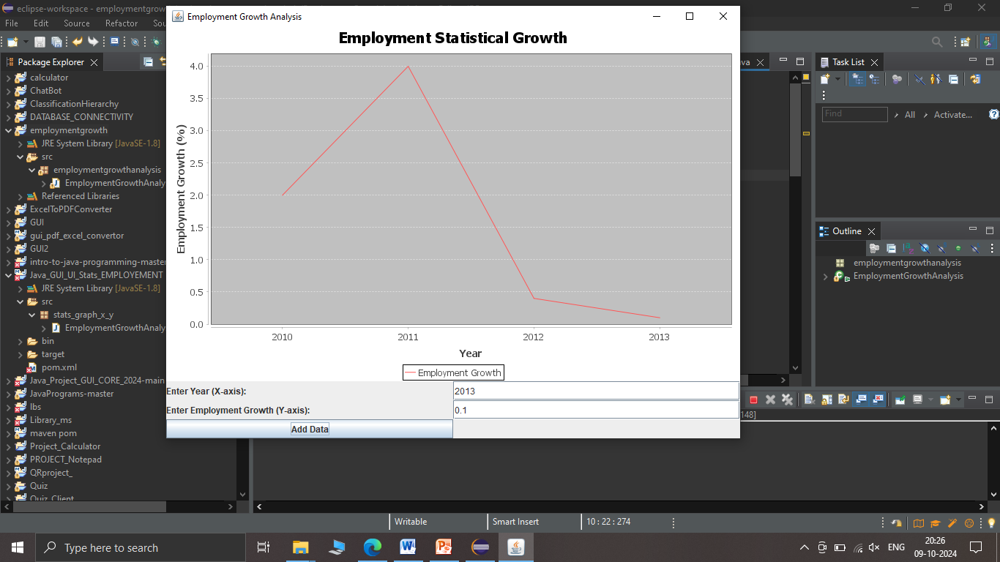 eclipse-workspace - employmentgrow
Employment Growth Analysis
File Edit Source Refactor
Package Explorer
calculator
ChatBot
ClassificationHierarchy
DATABASE_CONNECTIVITY
employmentgrowth
JRE System Library [JavaSE-1.8]
src
employmentgrowthanalysis
EmploymentGrowthAnaly
Referenced Libraries
ExcelToPDFConverter
GUI
gui_pdf_excel_convertor
GUI2
intro-to-java-programming-master
Java_GUI_UI_Stats_EMPLOYEMENT
JRE System Library [JavaSE-1.8]
src
stats_graph_x_y
EmploymentGrowthAnaly
bin
target
pom.xml
Java_Project_GUI_CORE_2024-main
JavaPrograms-master
lbs
Library_ms
maven pom
Project_Calculator
PROJECT_Notepad
QRproject_
Quiz
Quiz_Client
Employment Statistical Growth
Employment Growth (%)
4.0
3.5
3.0
2.5
2.0
1.5
1.0
0.5
0.0
2010 2011 2012 2013
Year
Employment Growth
Enter Year (X-axis): 2013
Enter Employment Growth (Y-axis): 0.1
Add Data
Task List
Find All Activate...
Outline
employmentgrowthanalysis
EmploymentGrowthAnalysis
148]
Writable Smart Insert 10 : 22 : 274
Type here to search
ENG
20:26
09-10-2024